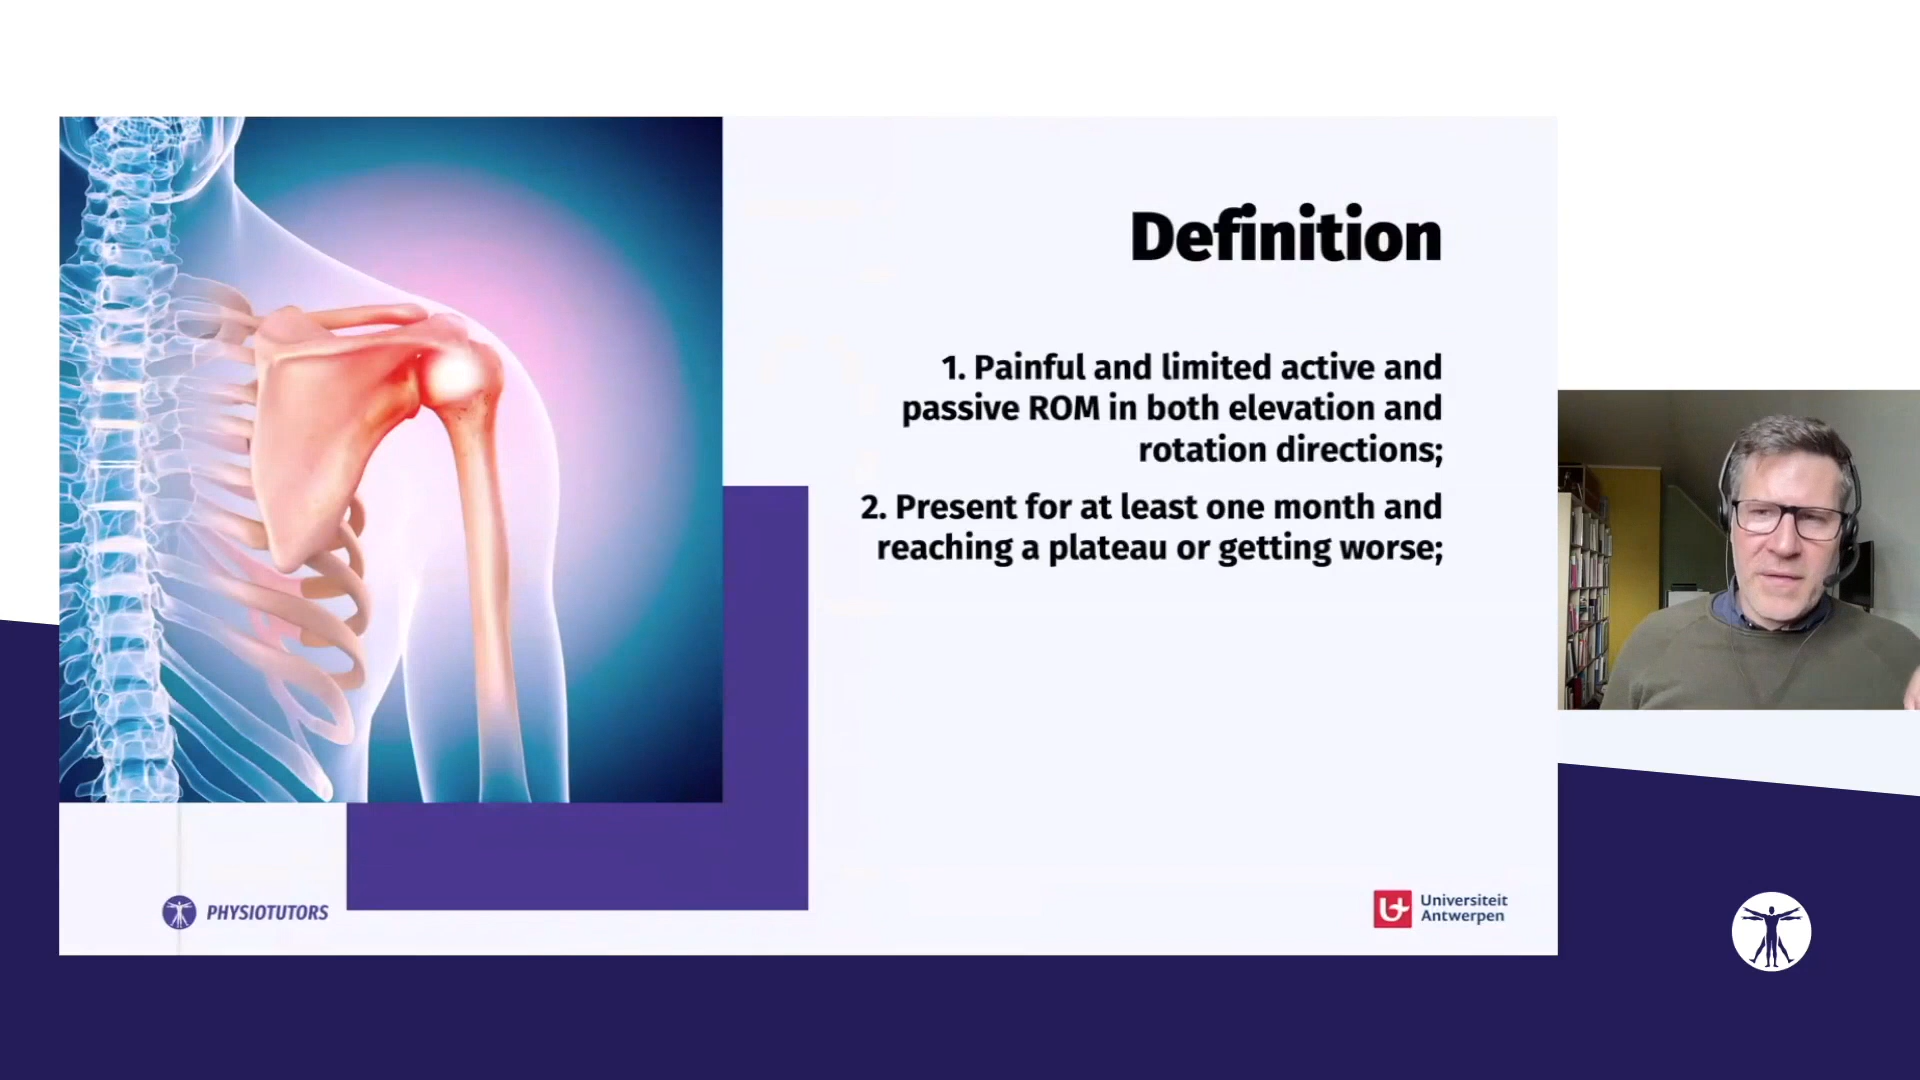 Definition
1. Painful and limited active and
passive ROM in both elevation and
rotation directions;
2. Present for at least one month and
reaching a plateau or getting worse;
PHYSIOTUTORS
Universiteit
Antwerpen